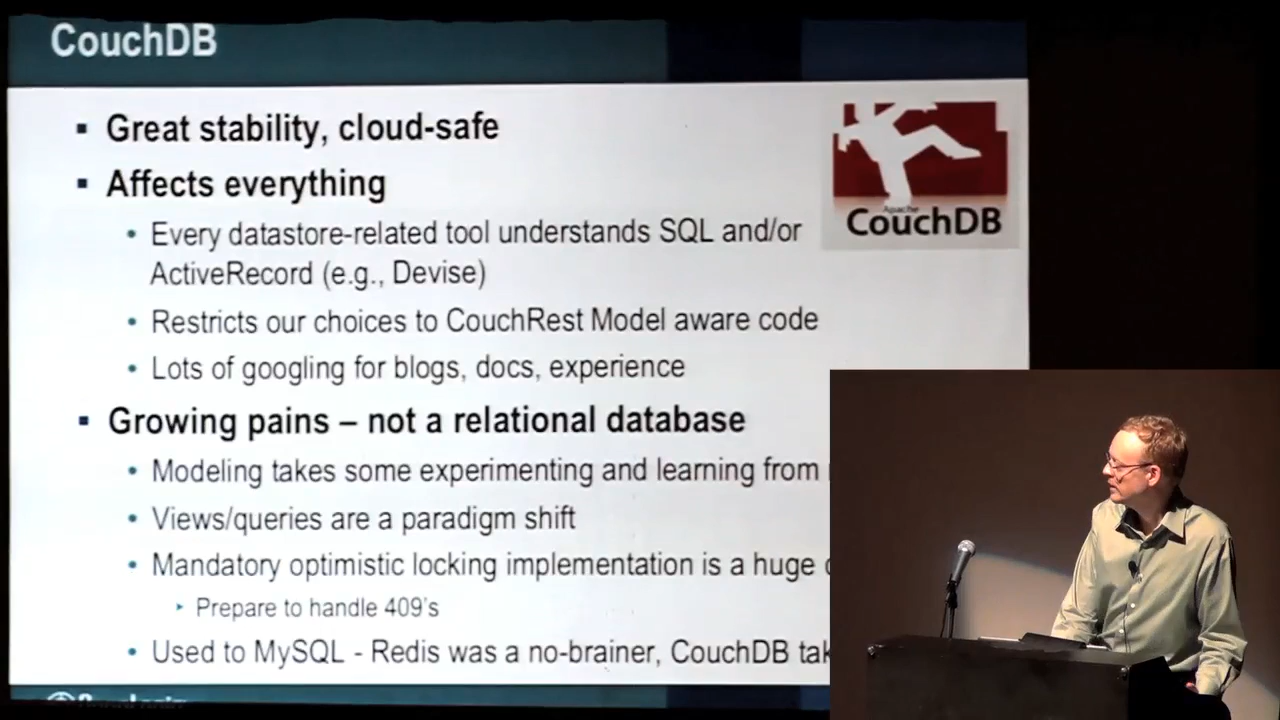 CouchDB
Great stability, cloud-safe
Affects everything
Every datastore-related tool understands SQL and/or
ActiveRecord (e.g., Devise)
Restricts our choices to CouchRest Model aware code
Lots of googling for blogs, docs, experience
Growing pains – not a relational database
Modeling takes some experimenting and learning from
Views/queries are a paradigm shift
Mandatory optimistic locking implementation is a huge
Prepare to handle 409's
Used to MySQL - Redis was a no-brainer, CouchDB
Apache
CouchDB